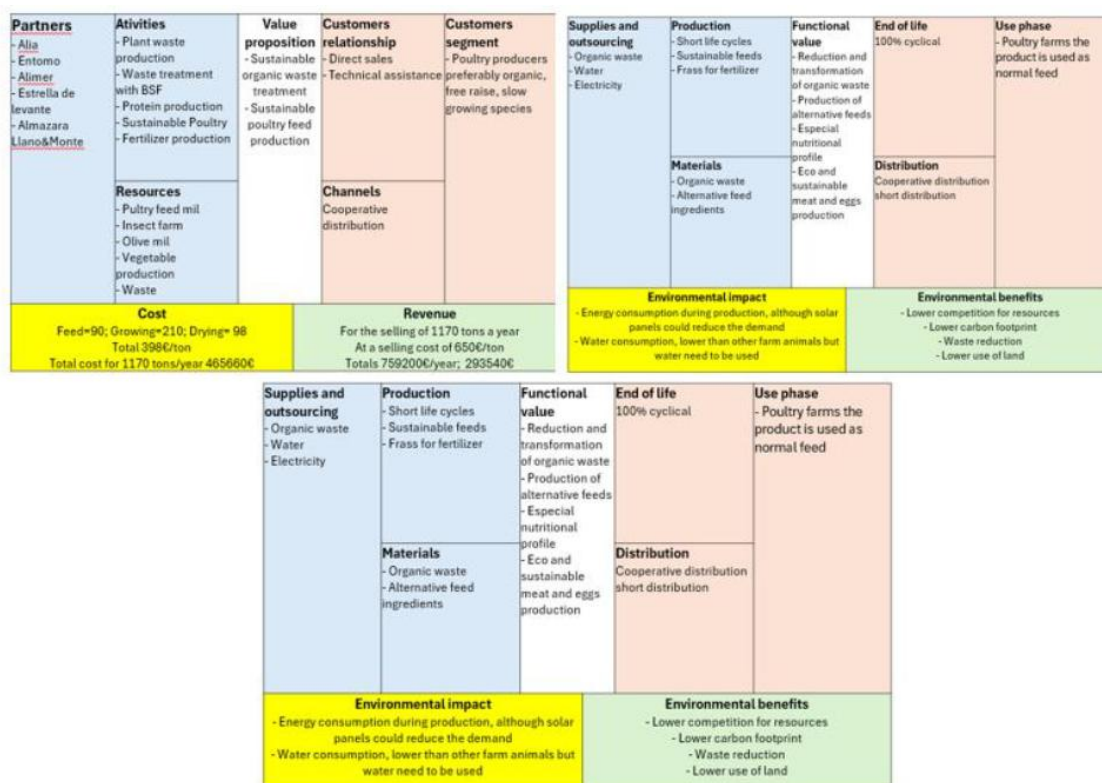 Partners
- Alia
- Entomo
- Alimer
- Estrella de
levante
- Almazara
Llano&Monte
Ativities
- Plant waste
production
- Waste treatment
with BSF
- Protein production
- Sustainable Poultry
- Fertilizer production
Resources
- Pultry feed mil
- Insect farm
- Olive mil
- Vegetable
production
- Waste
Value
proposition
- Sustainable
organic waste
treatment
- Sustainable
poultry feed
production
Customers
relationship
- Direct sales
- Technical assistance
Channels
Cooperative
distribution
Customers
segment
- Poultry producers
preferably organic,
free raise, slow
growing species
Cost
Feed=90; Growing=210; Drying= 98
Total 398€/ton
Total cost for 1170 tons/year 465660€
Revenue
For the selling of 1170 tons a year
At a selling cost of 650€/ton
Totals 759200€/year; 293540€
Supplies and
outsourcing
- Organic waste
- Water
- Electricity
Production
- Short life cycles
- Sustainable feeds
- Frass for fertilizer
Materials
- Organic waste
- Alternative feed
ingredients
Functional
value
- Reduction and
transformation
of organic waste
- Production of
alternative feeds
- Especial
nutritional
profile
- Eco and
sustainable
meat and eggs
production
End of life
100% cyclical
Distribution
Cooperative distribution
short distribution
Use phase
- Poultry farms the
product is used as
normal feed
Environmental impact
- Energy consumption during production, although solar
panels could reduce the demand
- Water consumption, lower than other farm animals but
water need to be used
Environmental benefits
- Lower competition for resources
- Lower carbon footprint
- Waste reduction
- Lower use of land
Supplies and
outsourcing
- Organic waste
- Water
- Electricity
Production
- Short life cycles
- Sustainable feeds
- Frass for fertilizer
Materials
- Organic waste
- Alternative feed
ingredients
Functional
value
- Reduction and
transformation
of organic waste
- Production of
alternative feeds
- Especial
nutritional
profile
- Eco and
sustainable
meat and eggs
production
End of life
100% cyclical
Distribution
Cooperative distribution
short distribution
Use phase
- Poultry farms the
product is used as
normal feed
Environmental impact
- Energy consumption during production, although solar
panels could reduce the demand
- Water consumption, lower than other farm animals but
water need to be used
Environmental benefits
- Lower competition for resources
- Lower carbon footprint
- Waste reduction
- Lower use of land